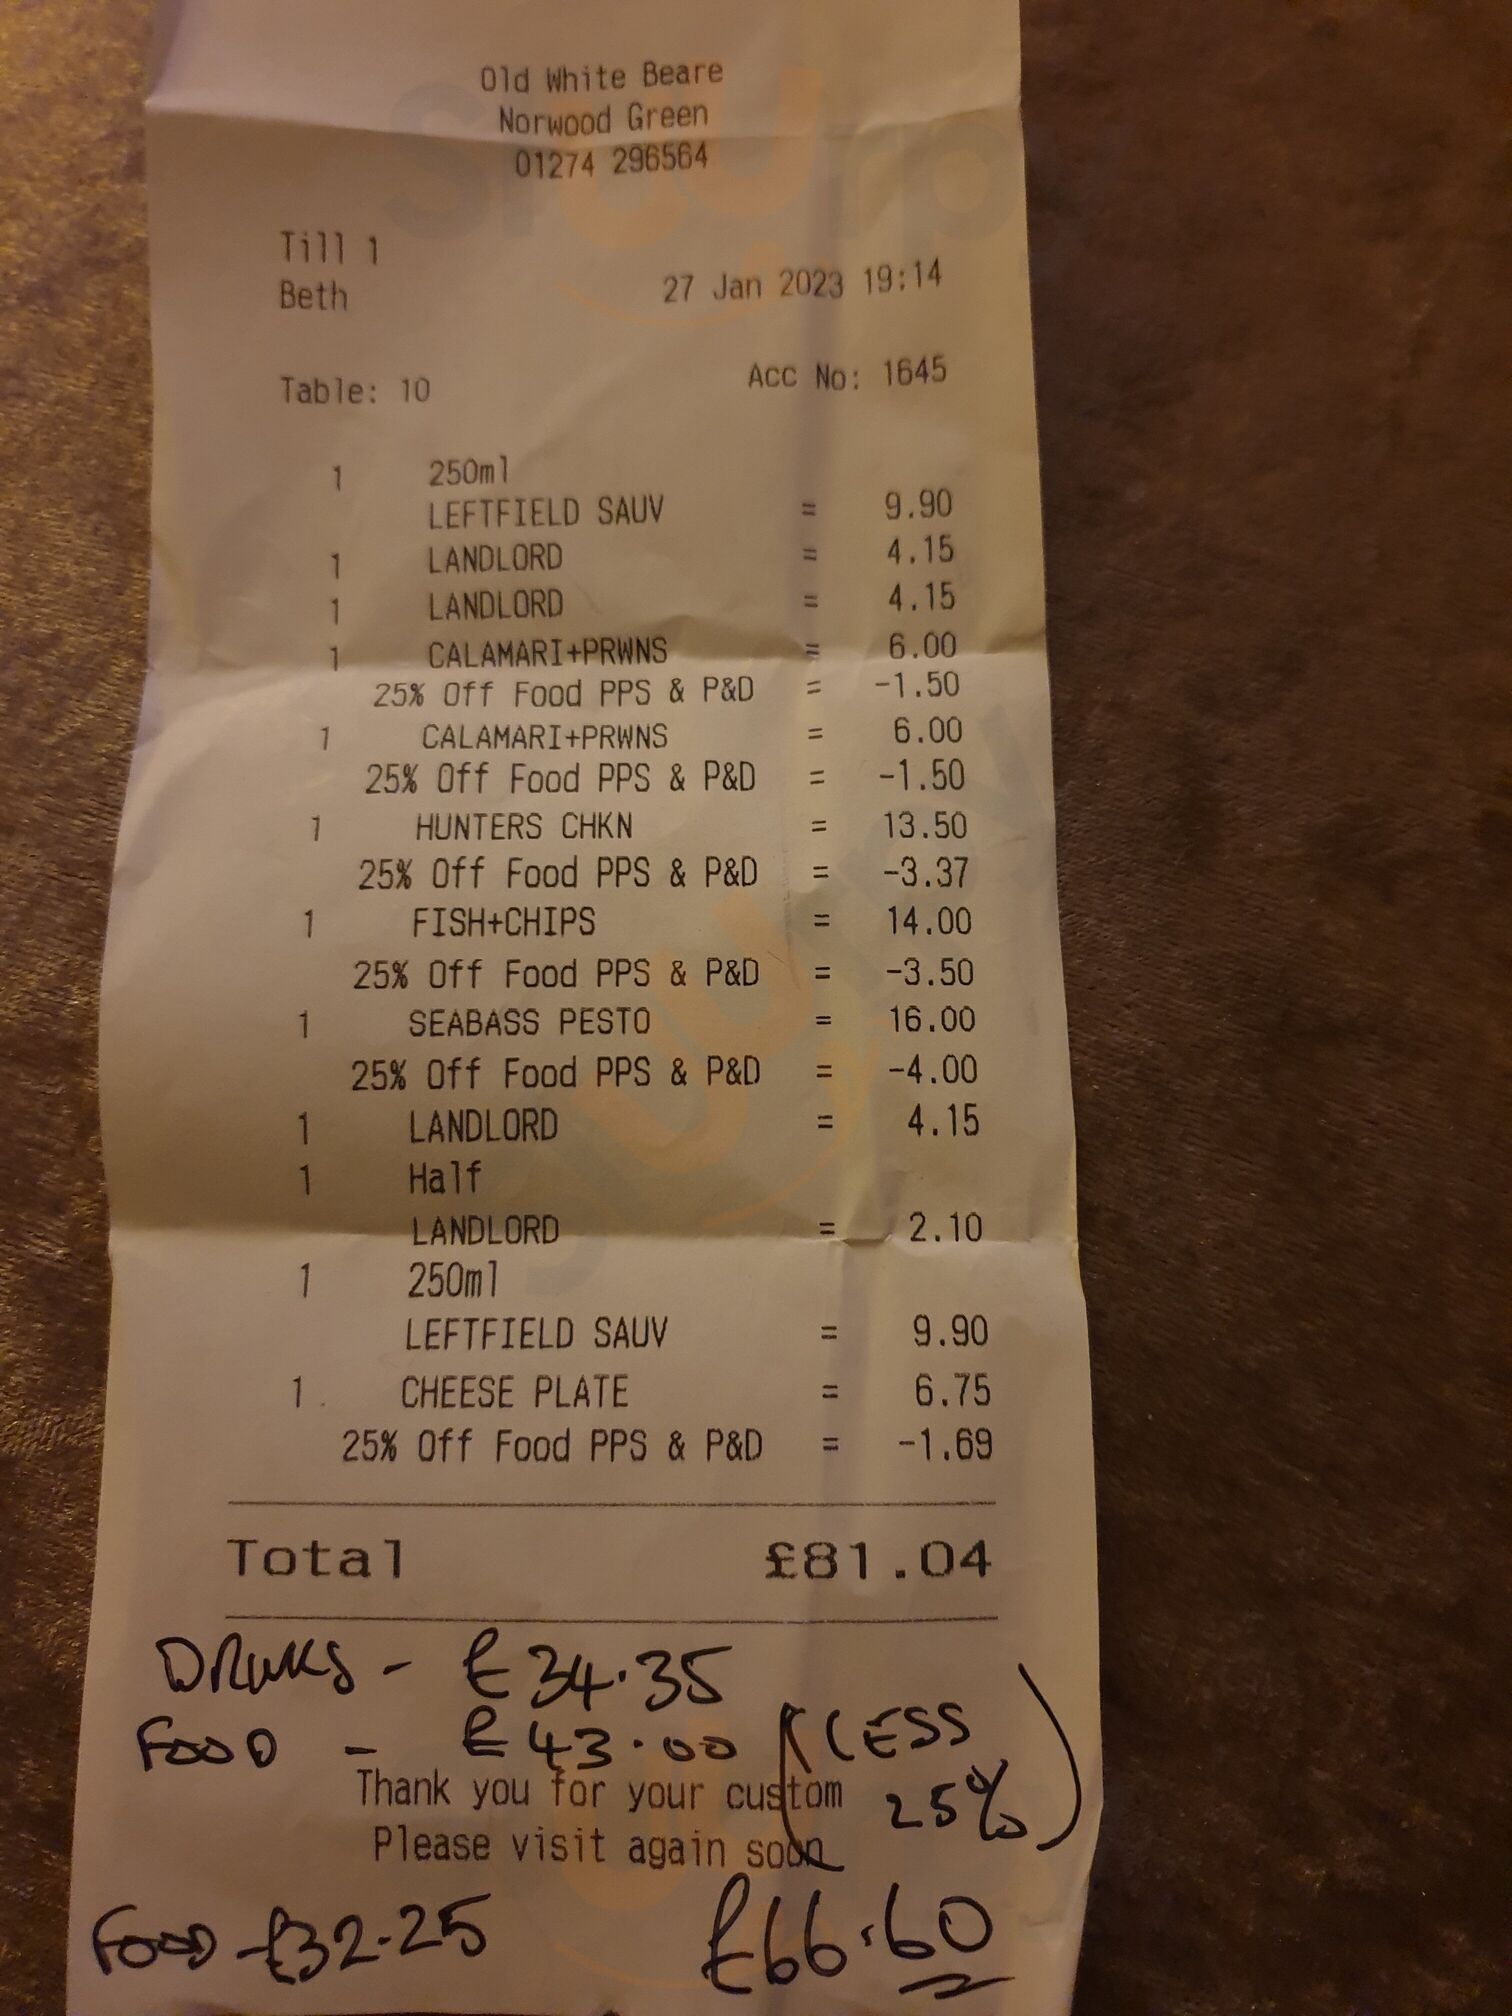 Old White Beare
Norwood Green
01274 296564
Till 1
Beth 27 Jan 2023 19:14
Table: 10 Acc No: 1645
1 250ml
LEFTFIELD SAUV = 9.90
1 LANDLORD = 4.15
1 LANDLORD = 4.15
1 CALAMARI+PRWNS = 6.00
25% Off Food PPS & P&D = -1.50
1 CALAMARI+PRWNS = 6.00
25% Off Food PPS & P&D = -1.50
1 HUNTERS CHKN = 13.50
25% Off Food PPS & P&D = -3.37
1 FISH+CHIPS = 14.00
25% Off Food PPS & P&D = -3.50
1 SEABASS PESTO = 16.00
25% Off Food PPS & P&D = -4.00
1 LANDLORD = 4.15
1 Half
LANDLORD = 2.10
1 250ml
LEFTFIELD SAUV = 9.90
1 CHEESE PLATE = 6.75
25% Off Food PPS & P&D = -1.69
Total £81.04
DRINKS - £34.35
FOOD - £43.00 (LESS
25%)
Thank you for your custom
Please visit again soon
FOOD - £32.25 £66.60